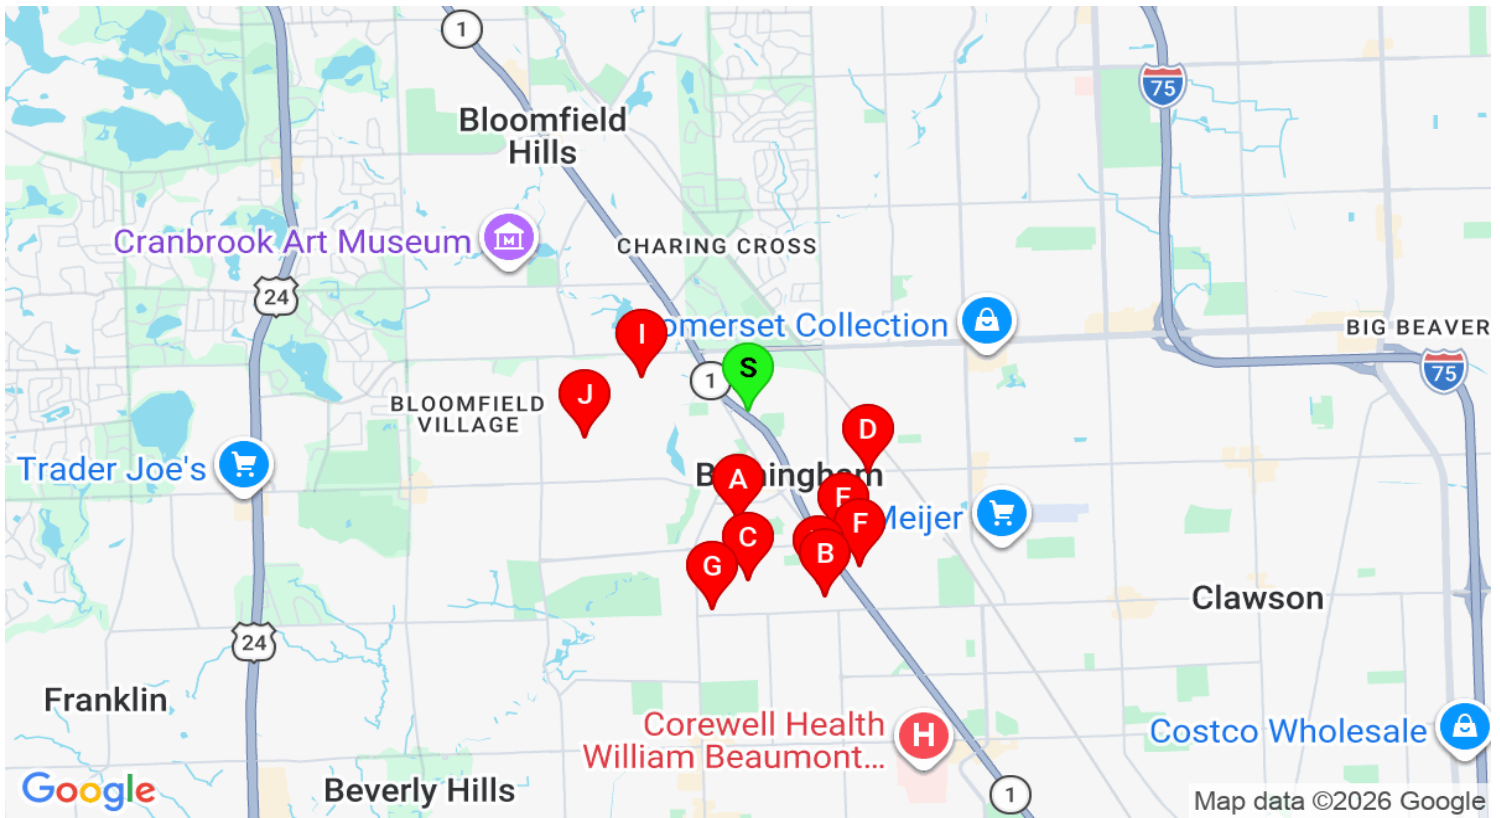 1
75
Bloomfield
Hills
Cranbrook Art Museum
M
CHARING CROSS
24
omerset Collection
BIG BEAVER
I
S
1
75
J
BLOOMFIELD
VILLAGE
D
Trader Joe's
B
ingham
A
E
F
Meijer
C
B
G
Clawson
24
Franklin
Corewell Health
William Beaumont...
H
Costco Wholesale
Google
Beverly Hills
1
Map data ©2026 Google